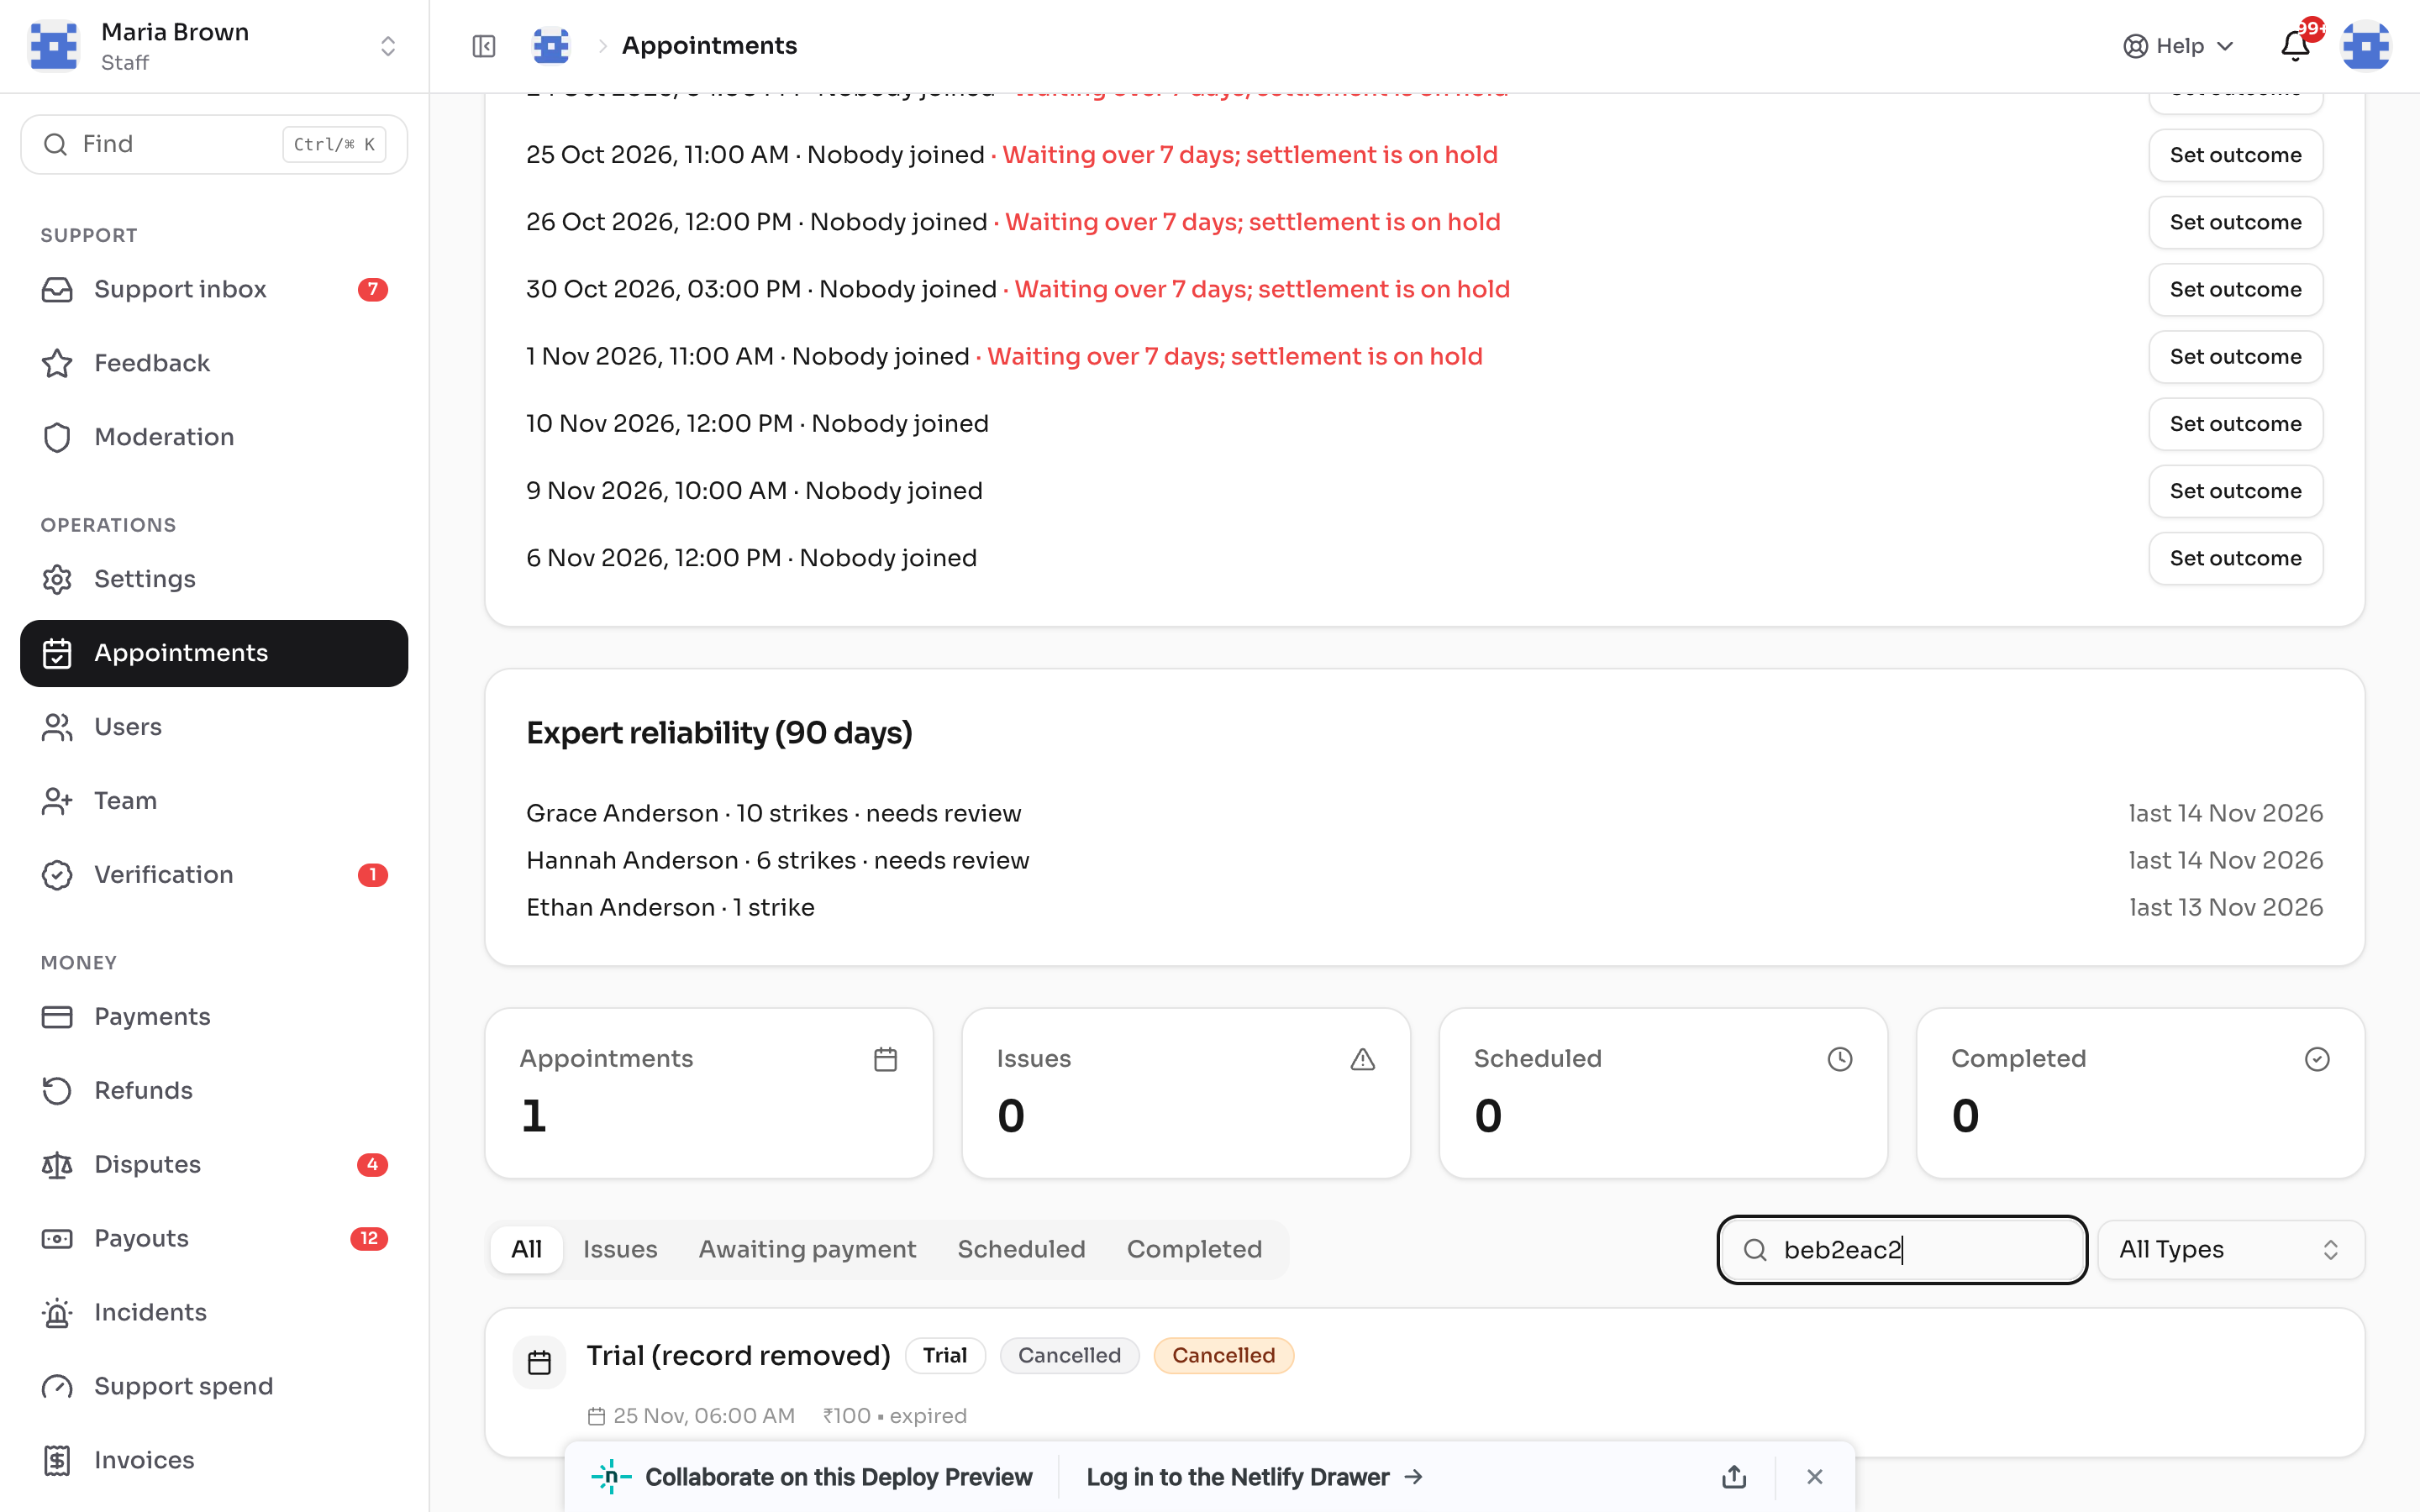 Maria Brown
Staff
Appointments
Help
99+
Find
Ctrl/⌘ K
SUPPORT
Support inbox 7
Feedback
Moderation
OPERATIONS
Settings
Appointments
Users
Team
Verification 1
MONEY
Payments
Refunds
Disputes 4
Payouts 12
Incidents
Support spend
Invoices
25 Oct 2026, 11:00 AM · Nobody joined · Waiting over 7 days; settlement is on hold Set outcome
26 Oct 2026, 12:00 PM · Nobody joined · Waiting over 7 days; settlement is on hold Set outcome
30 Oct 2026, 03:00 PM · Nobody joined · Waiting over 7 days; settlement is on hold Set outcome
1 Nov 2026, 11:00 AM · Nobody joined · Waiting over 7 days; settlement is on hold Set outcome
10 Nov 2026, 12:00 PM · Nobody joined Set outcome
9 Nov 2026, 10:00 AM · Nobody joined Set outcome
6 Nov 2026, 12:00 PM · Nobody joined Set outcome
Expert reliability (90 days)
Grace Anderson · 10 strikes · needs review last 14 Nov 2026
Hannah Anderson · 6 strikes · needs review last 14 Nov 2026
Ethan Anderson · 1 strike last 13 Nov 2026
Appointments Issues Scheduled Completed
1 0 0 0
All Issues Awaiting payment Scheduled Completed beb2eac2 All Types
Trial (record removed) Trial Cancelled Cancelled
25 Nov, 06:00 AM ₹100 • expired
Collaborate on this Deploy Preview Log in to the Netlify Drawer →